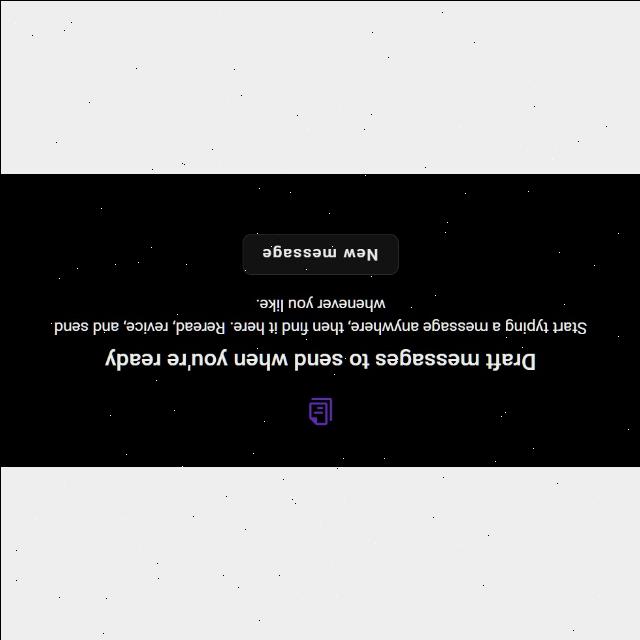 Draft messages to send when you're ready
Start typing a message anywhere, then find it here. Reread, revice, and send
whenever you like.
New message